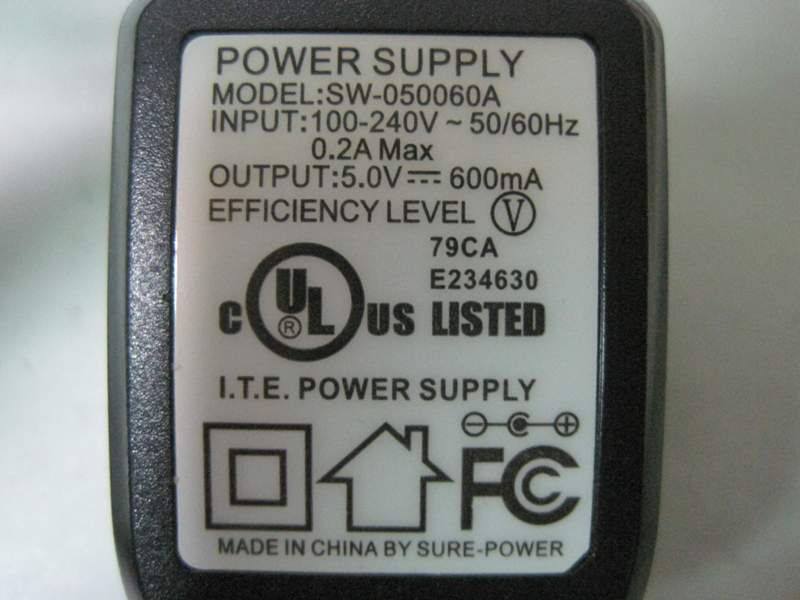 POWER SUPPLY
MODEL:SW-050060A
INPUT:100-240V ~ 50/60Hz
0.2A Max
OUTPUT:5.0V ⎓ 600mA
EFFICIENCY LEVEL Ⓥ
79CA
E234630
c UL ® US LISTED
I.T.E. POWER SUPPLY
FC
MADE IN CHINA BY SURE-POWER